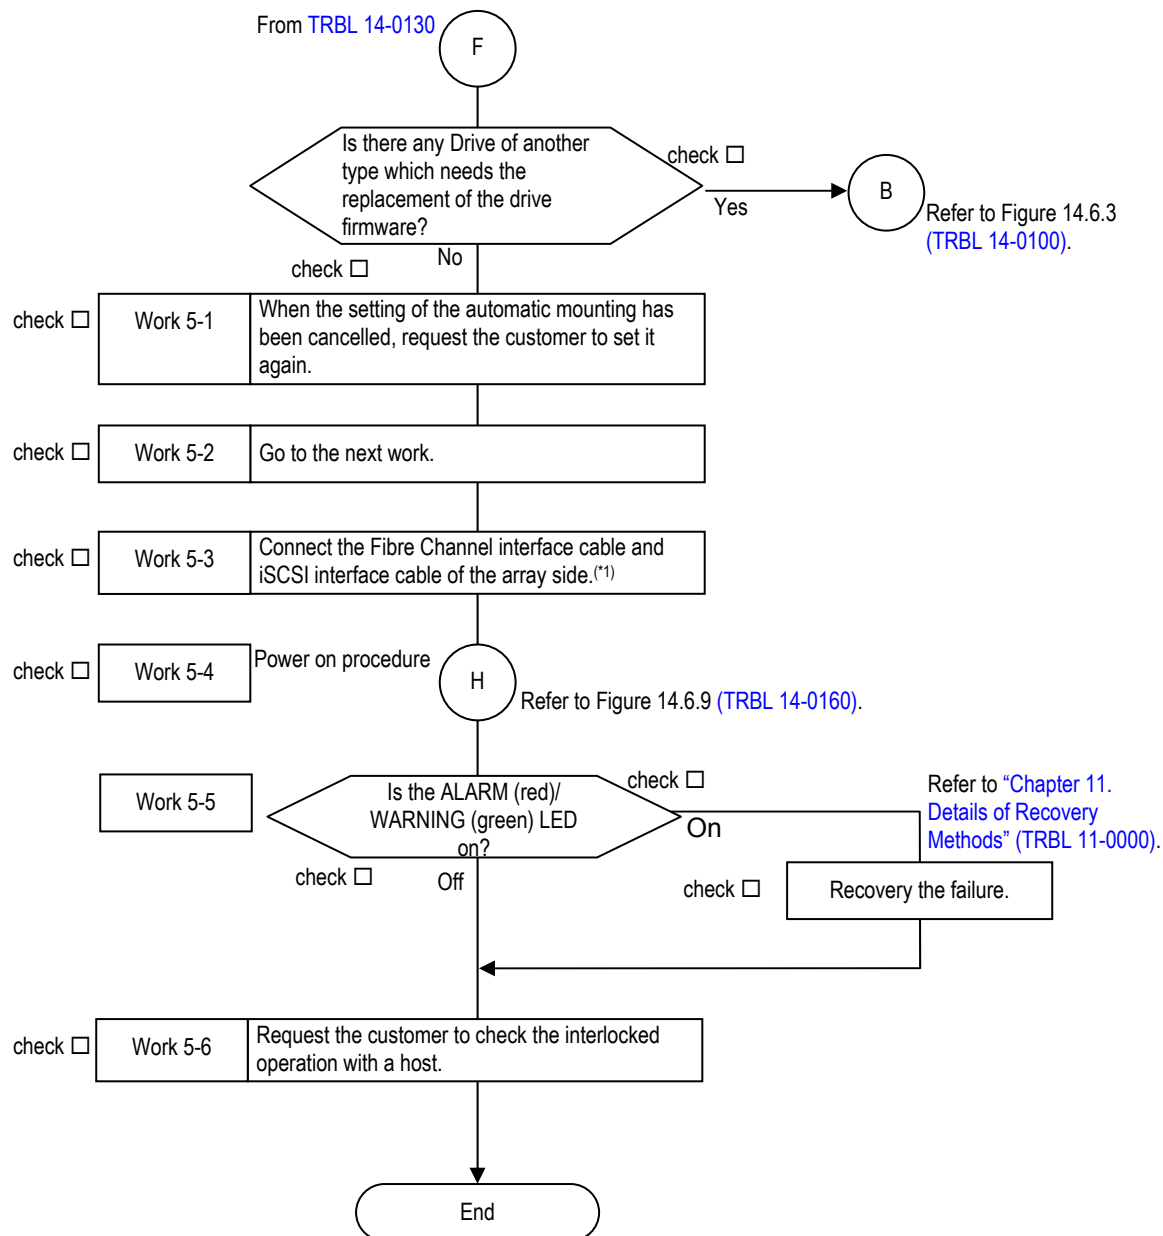 From TRBL 14-0130
F
Is there any Drive of another
type which needs the
replacement of the drive
firmware?
check □
Yes
B
Refer to Figure 14.6.3
(TRBL 14-0100).
No
check □
check □
Work 5-1
When the setting of the automatic mounting has
been cancelled, request the customer to set it
again.
check □
Work 5-2
Go to the next work.
check □
Work 5-3
Connect the Fibre Channel interface cable and
iSCSI interface cable of the array side.(*1)
check □
Work 5-4
Power on procedure
H
Refer to Figure 14.6.9 (TRBL 14-0160).
Work 5-5
Is the ALARM (red)/
WARNING (green) LED
on?
check □
On
Refer to “Chapter 11.
Details of Recovery
Methods” (TRBL 11-0000).
check □
Off
check □
Recovery the failure.
check □
Work 5-6
Request the customer to check the interlocked
operation with a host.
End